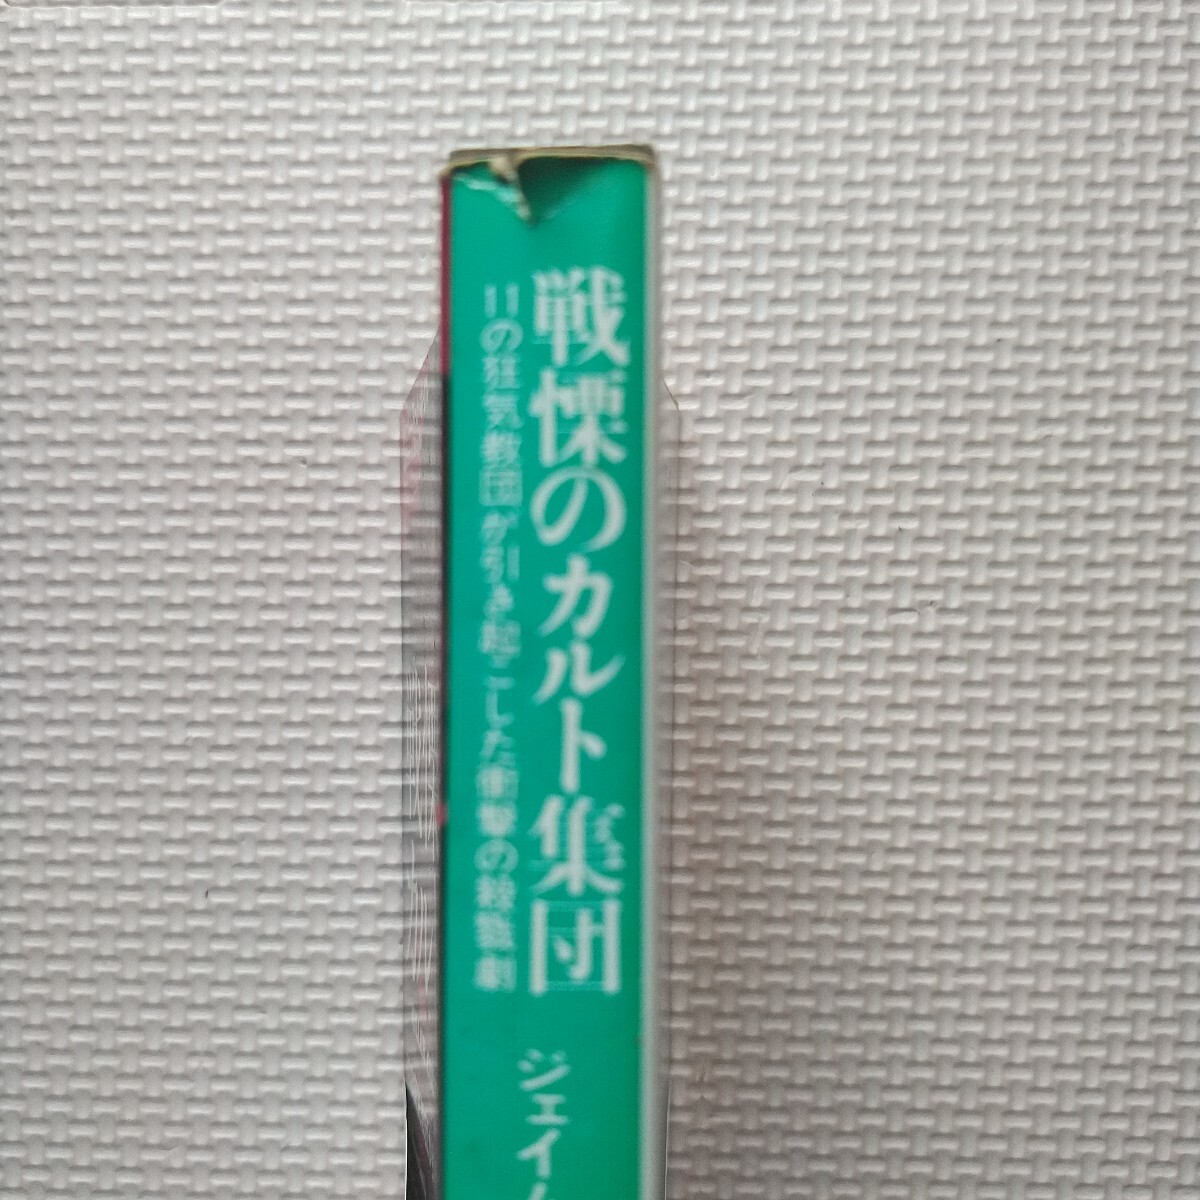 戦慄のカルト集団
11の狂気教団が引き起こした衝撃の殺戮劇
ジェイム